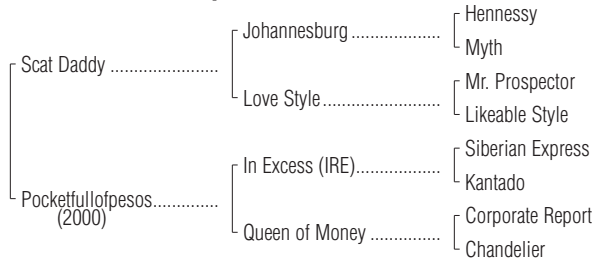 Hennessy
Johannesburg ...................
Myth
Scat Daddy ......................
Mr. Prospector
Love Style........................
Likeable Style
Siberian Express
In Excess (IRE).................
Kantado
Pocketfullofpesos.............
(2000)
Corporate Report
Queen of Money ...............
Chandelier